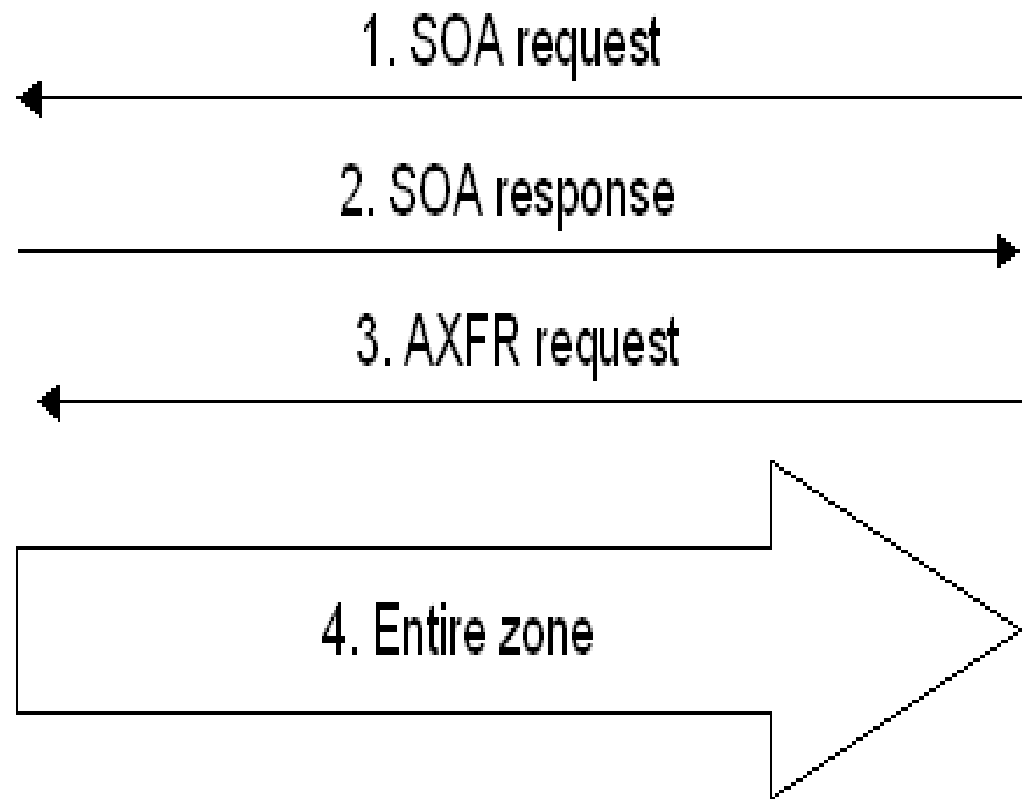 1. SOA request
2. SOA response
3. AXFR request
4. Entire zone